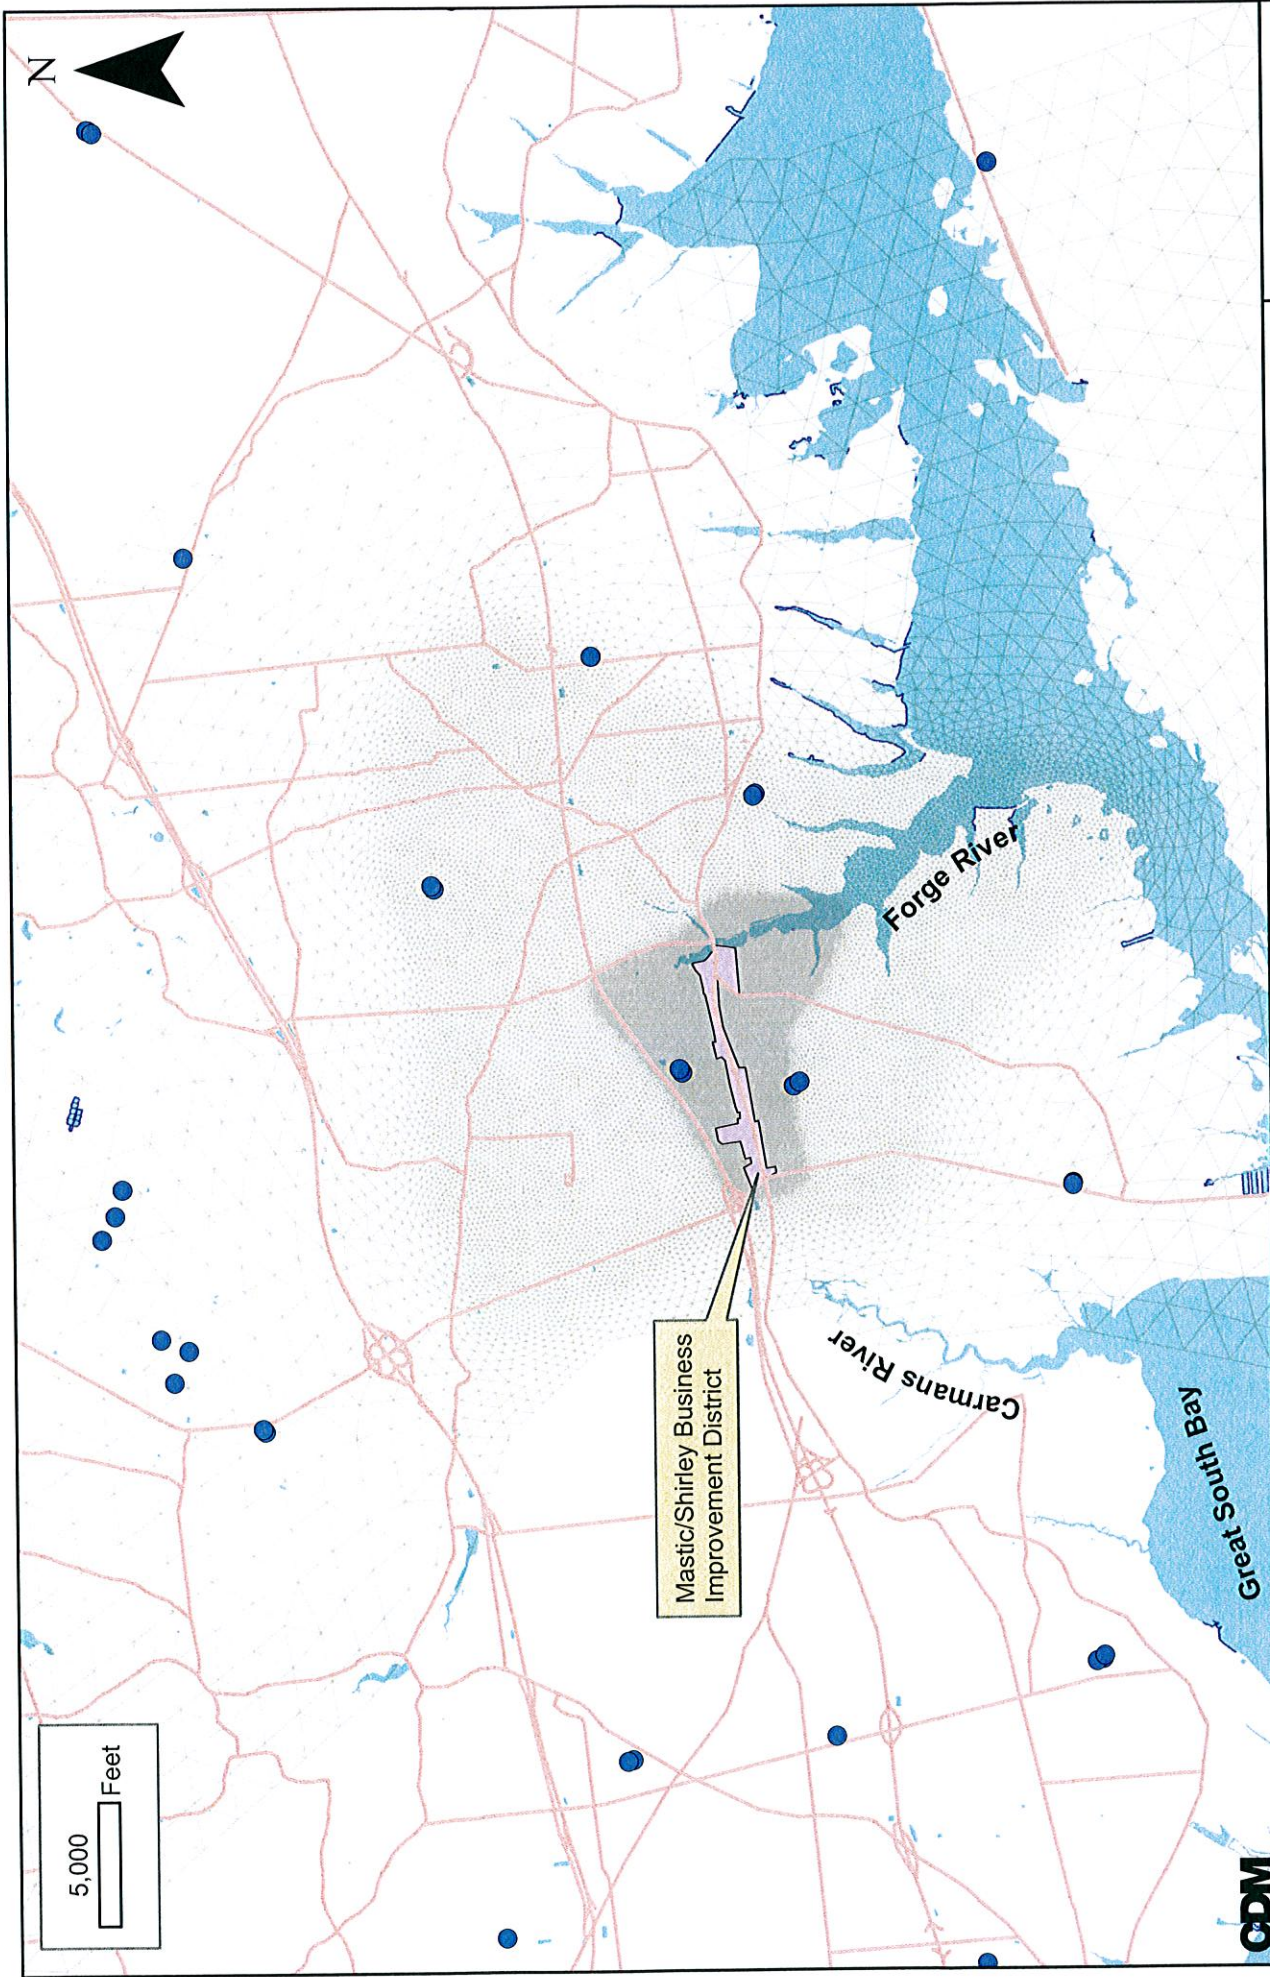 5,000
Feet
N
Mastic/Shirley Business
Improvement District
Forge River
Carmans River
Great South Bay
CDM